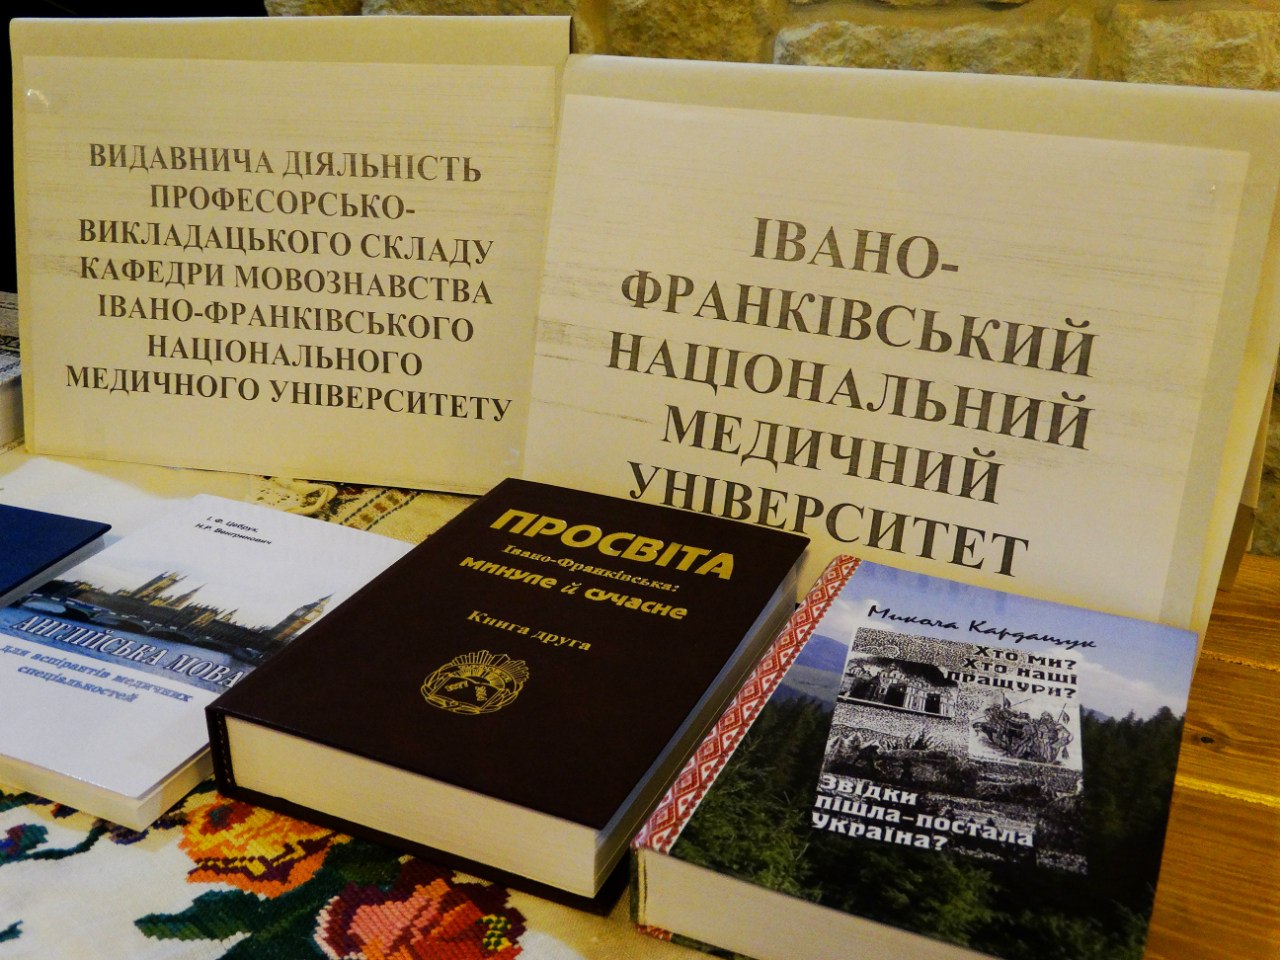 ВИДАВНИЧА ДІЯЛЬНІСТЬ
ПРОФЕСОРСЬКО-
ВИКЛАДАЦЬКОГО СКЛАДУ
КАФЕДРИ МОВОЗНАВСТВА
ІВАНО-ФРАНКІВСЬКОГО
НАЦІОНАЛЬНОГО
МЕДИЧНОГО УНІВЕРСИТЕТУ
ІВАНО-
ФРАНКІВСЬКИЙ
НАЦІОНАЛЬНИЙ
МЕДИЧНИЙ
УНІВЕРСИТЕТ
І. Ф. Цебрук,
Н.Р. Венгринович
АНГЛІЙСЬКА МОВА
для аспірантів медичних
спеціальностей
ПРОСВІТА
Івано-Франківська:
минуле й сучасне
Книга друга
Микола Кардащук
Хто ми?
Хто наші
пращури?
Звідки
пішла-постала
Україна?